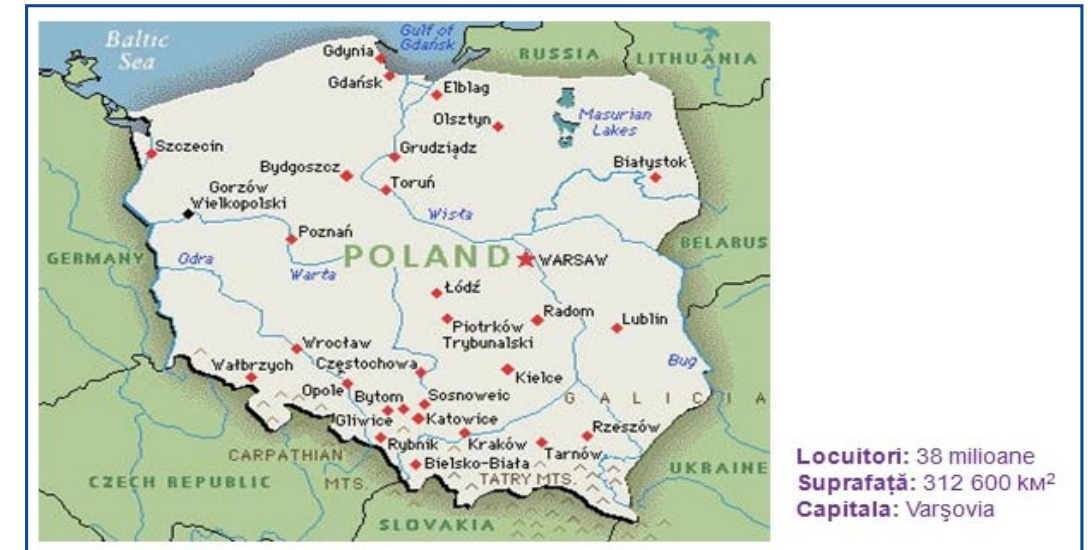 Baltic
Sea
Gulf of
Gdańsk
Gdynia
Gdańsk
RUSSIA
LITHUANIA
Elbląg
Olsztyn
Masurian
Lakes
Szczecin
Grudziądz
Białystok
Bydgoszcz
Toruń
Gorzów
Wielkopolski
Wisła
Poznań
BELARUS
GERMANY
Odra
Warta
POLAND
WARSAW
Łódź
Radom
Lublin
Piotrków
Trybunalski
Wrocław
Częstochowa
Bug
Wałbrzych
Kielce
Opole
Bytom
Sosnoweic
GALICIA
Gliwice
Katowice
Rzeszów
Rybnik
Kraków
Tarnów
CARPATHIAN
MTS.
Bielsko-Biała
TATRY MTS.
UKRAINE
CZECH REPUBLIC
SLOVAKIA
Locuitori: 38 milioane
Suprafață: 312 600 км²
Capitala: Varşovia